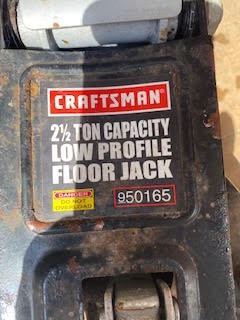 CRAFTSMAN
2½ TON CAPACITY
LOW PROFILE
FLOOR JACK
DANGER
DO NOT
OVERLOAD
950165